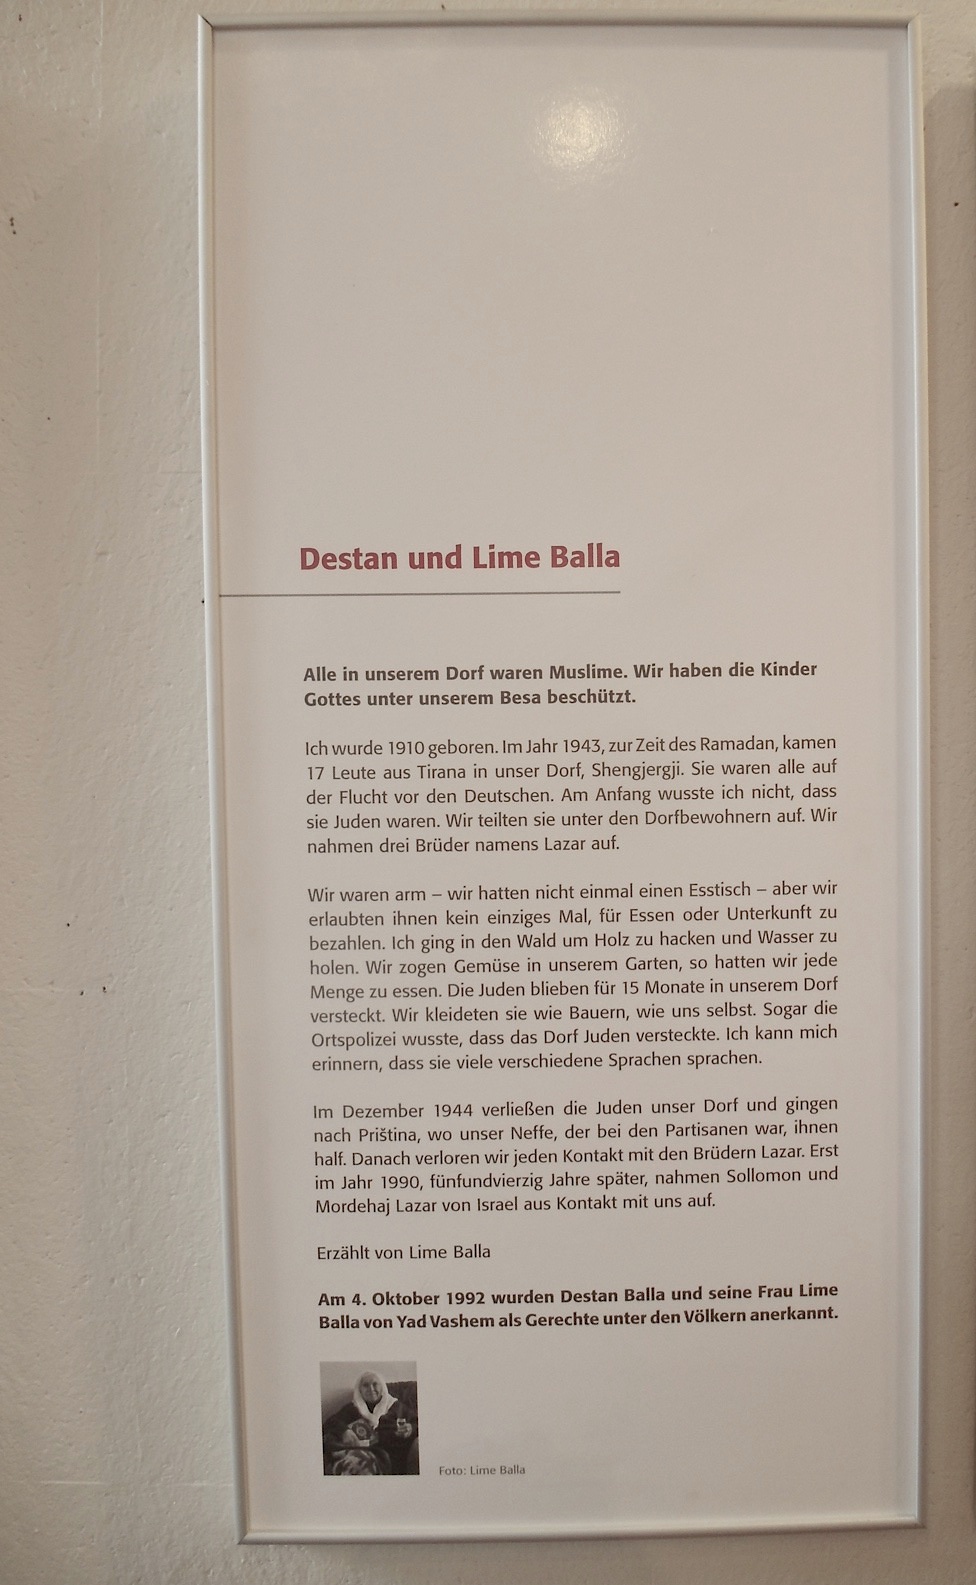 Destan und Lime Balla
Alle in unserem Dorf waren Muslime. Wir haben die Kinder
Gottes unter unserem Besa beschützt.
Ich wurde 1910 geboren. Im Jahr 1943, zur Zeit des Ramadan, kamen
17 Leute aus Tirana in unser Dorf, Shengjergji. Sie waren alle auf
der Flucht vor den Deutschen. Am Anfang wusste ich nicht, dass
sie Juden waren. Wir teilten sie unter den Dorfbewohnern auf. Wir
nahmen drei Brüder namens Lazar auf.
Wir waren arm – wir hatten nicht einmal einen Esstisch – aber wir
erlaubten ihnen kein einziges Mal, für Essen oder Unterkunft zu
bezahlen. Ich ging in den Wald um Holz zu hacken und Wasser zu
holen. Wir zogen Gemüse in unserem Garten, so hatten wir jede
Menge zu essen. Die Juden blieben für 15 Monate in unserem Dorf
versteckt. Wir kleideten sie wie Bauern, wie uns selbst. Sogar die
Ortspolizei wusste, dass das Dorf Juden versteckte. Ich kann mich
erinnern, dass sie viele verschiedene Sprachen sprachen.
Im Dezember 1944 verließen die Juden unser Dorf und gingen
nach Priština, wo unser Neffe, der bei den Partisanen war, ihnen
half. Danach verloren wir jeden Kontakt mit den Brüdern Lazar. Erst
im Jahr 1990, fünfundvierzig Jahre später, nahmen Sollomon und
Mordehaj Lazar von Israel aus Kontakt mit uns auf.
Erzählt von Lime Balla
Am 4. Oktober 1992 wurden Destan Balla und seine Frau Lime
Balla von Yad Vashem als Gerechte unter den Völkern anerkannt.
Foto: Lime Balla